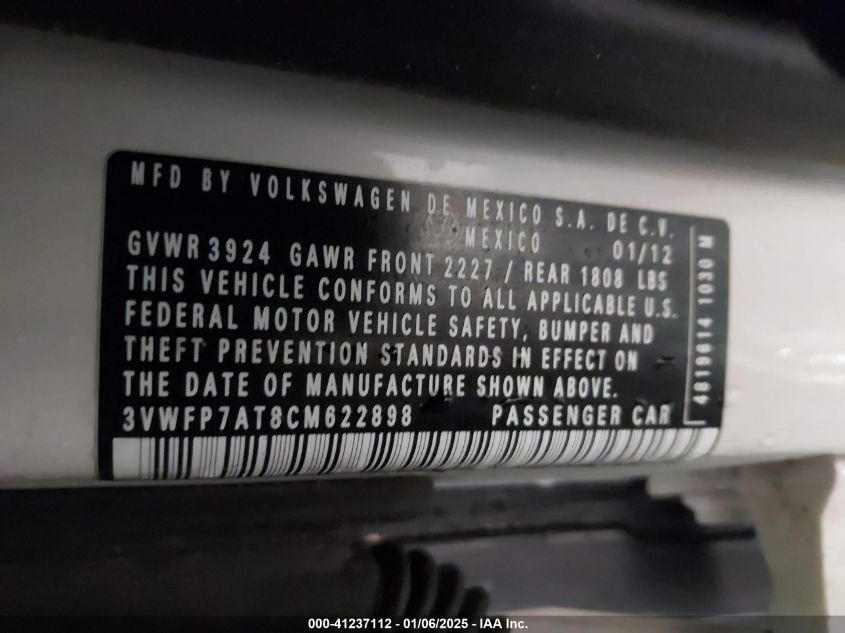 MFD BY VOLKSWAGEN DE MEXICO S.A. DE C.V.
MEXICO 01/12
GVWR 3924 GAWR FRONT 2227 / REAR 1808 LBS
THIS VEHICLE CONFORMS TO ALL APPLICABLE U.S.
FEDERAL MOTOR VEHICLE SAFETY, BUMPER AND
THEFT PREVENTION STANDARDS IN EFFECT ON
THE DATE OF MANUFACTURE SHOWN ABOVE.
3VWFP7AT8CM622898 PASSENGER CAR
4819614 1030 M
000-41237112 - 01/06/2025 - IAA Inc.